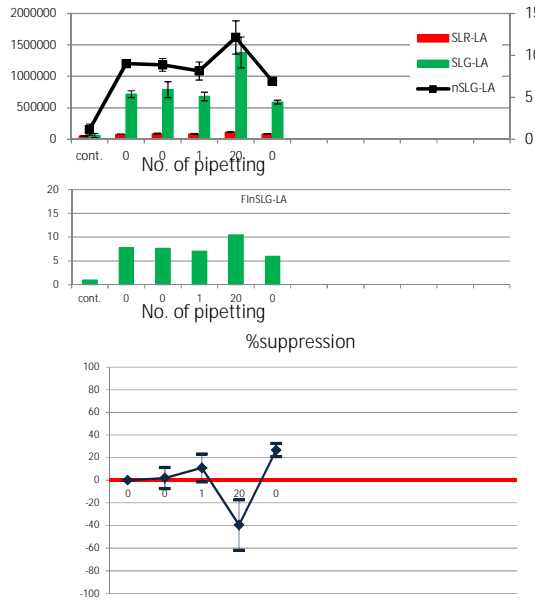 2000000
1500000
1000000
500000
0
15
10
5
0
SLR-LA
SLG-LA
nSLG-LA
cont. 0 0 1 20 0
No. of pipetting
20
15
10
5
0
FInSLG-LA
cont. 0 0 1 20 0
No. of pipetting
%suppression
100
80
60
40
20
0
-20
-40
-60
-80
-100
0 0 1 20 0